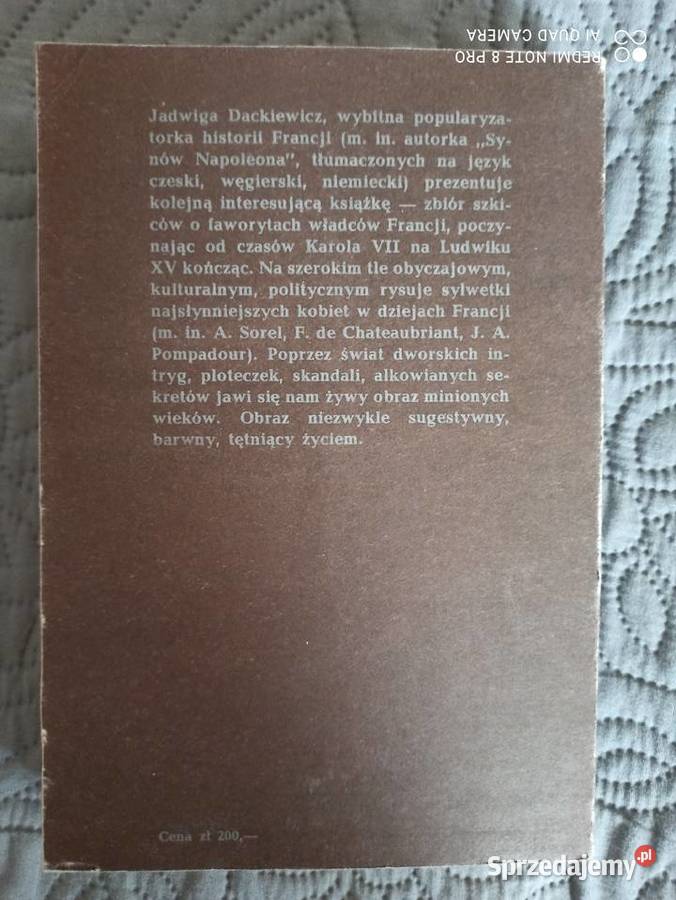 REDMI NOTE 8 PRO
AI QUAD CAMERA
Jadwiga Dackiewicz, wybitna popularyza-
torka historii Francji (m. in. autorka „Sy-
nów Napoleona", tłumaczonych na język
czeski, węgierski, niemiecki) prezentuje
kolejną interesującą książkę — zbiór szki-
ców o faworytach władców Francji, poczy-
nając od czasów Karola VII na Ludwiku
XV kończąc. Na szerokim tle obyczajowym,
kulturalnym, politycznym rysuje sylwetki
najsłynniejszych kobiet w dziejach Francji
(m. in. A. Sorel, F. de Chateaubriant, J. A.
Pompadour). Poprzez świat dworskich in-
tryg, ploteczek, skandali, alkowianych se-
kretów jawi się nam żywy obraz minionych
wieków. Obraz niezwykle sugestywny,
barwny, tętniący życiem.
Cena zł 200,—
Sprzedajemy.pl